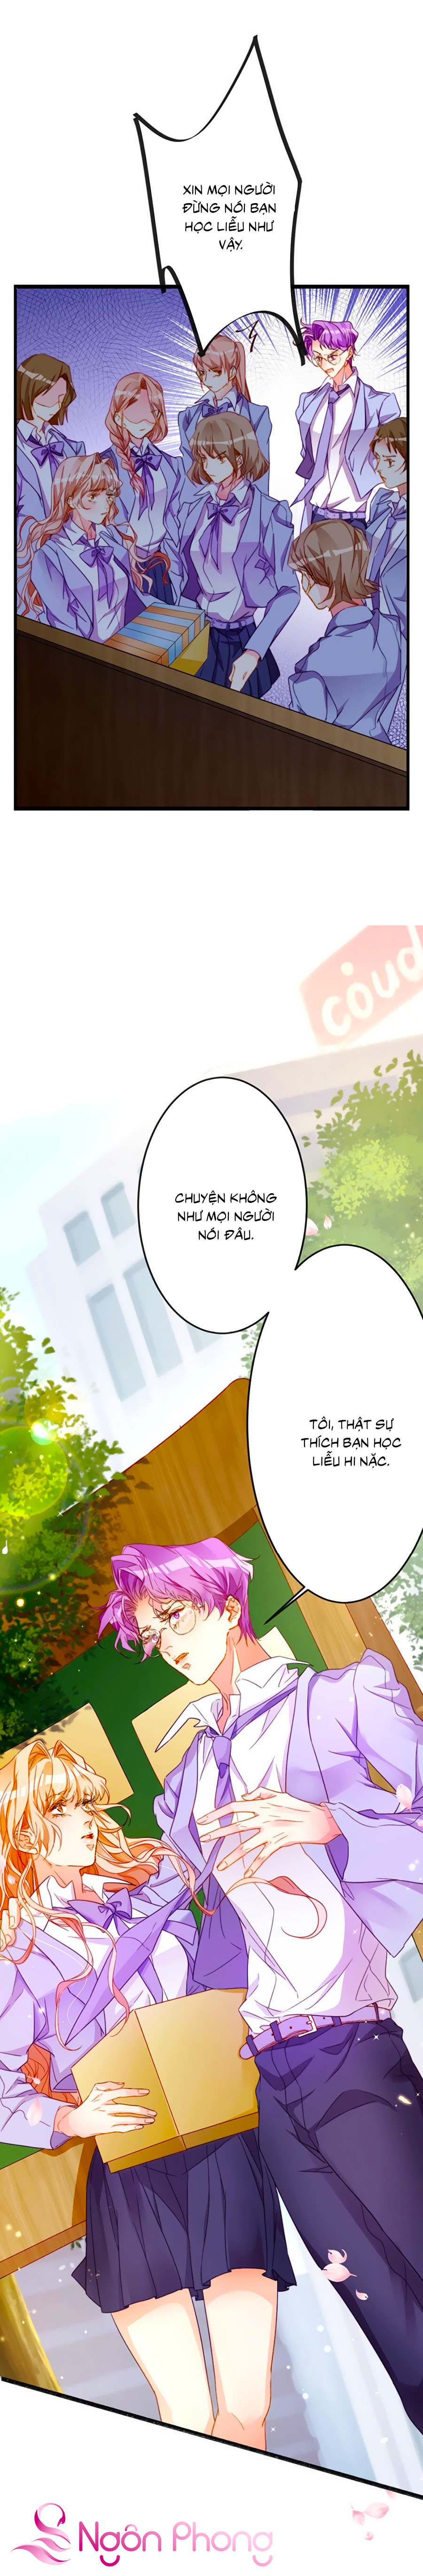 XIN MỌI NGƯỜI
ĐỪNG NÓI BẠN
HỌC LIỄU NHƯ
VẬY.
coud
CHUYỆN KHÔNG
NHƯ MỌI NGƯỜI
NÓI ĐÂU.
TÔI, THẬT SỰ
THÍCH BẠN HỌC
LIỄU HI NẶC.
Ngôn Phong